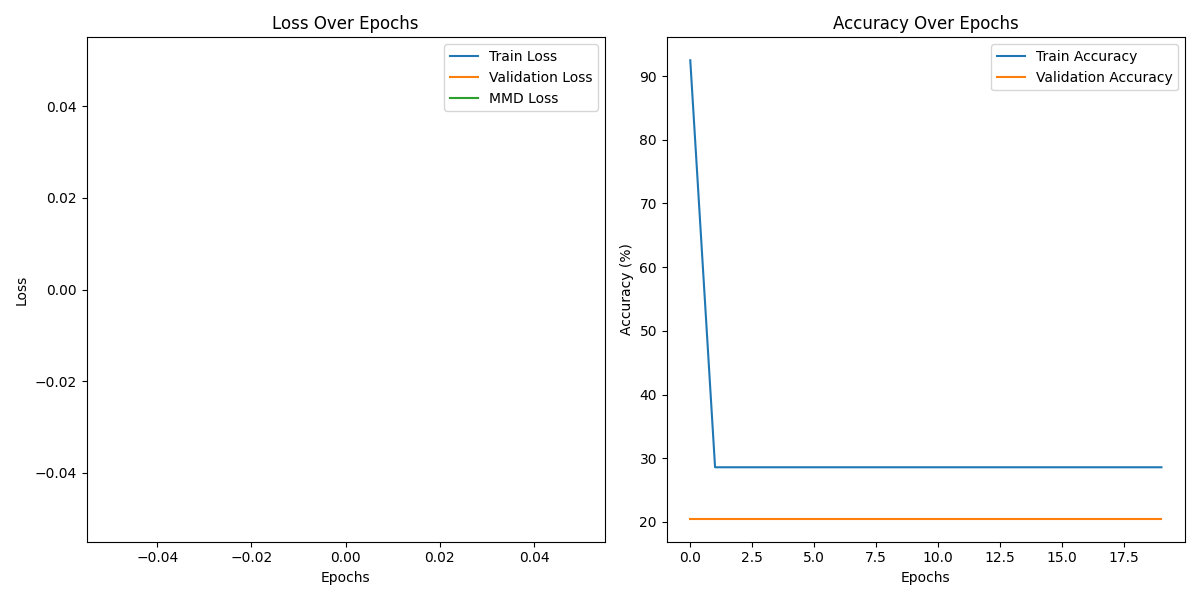 Loss Over Epochs
Train Loss
Validation Loss
MMD Loss
0.04
0.02
0.00
−0.02
−0.04
Loss
−0.04
−0.02
0.00
0.02
0.04
Epochs
Accuracy Over Epochs
Train Accuracy
Validation Accuracy
90
80
70
60
50
40
30
20
Accuracy (%)
0.0
2.5
5.0
7.5
10.0
12.5
15.0
17.5
Epochs